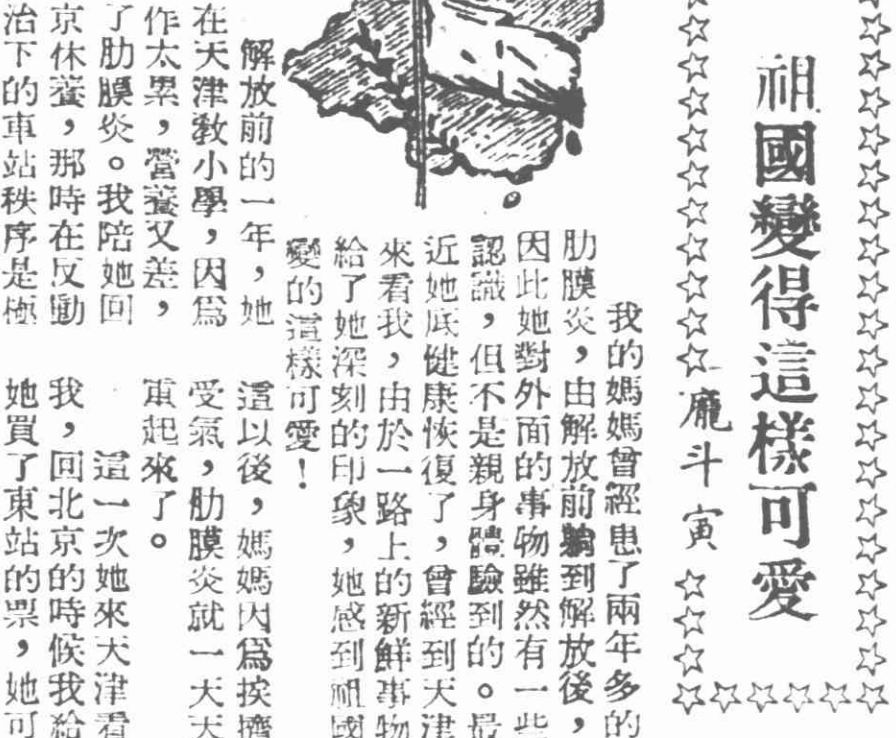 祖國變得這樣可愛
龐斗寅
我的媽媽曾經患了兩年多的
肋膜炎，由解放前躺到解放後，
因此她對外面的事物雖然有一些
認識，但不是親身體驗到的。最
近她底健康恢復了，曾經到天津
來看我，由於一路上的新鮮事物
給了她深刻的印象，她感到祖國
變的這樣可愛！
解放前的一年，她
在天津敎小學，因爲
作太累，營養又差，
了肋膜炎。我陪她回
京休養，那時在反動
治下的車站秩序是極
這以後，媽媽因爲挨擠
受氣，肋膜炎就一天天
重起來了。
這一次她來天津看
我，回北京的時候我給
她買了東站的票，她可